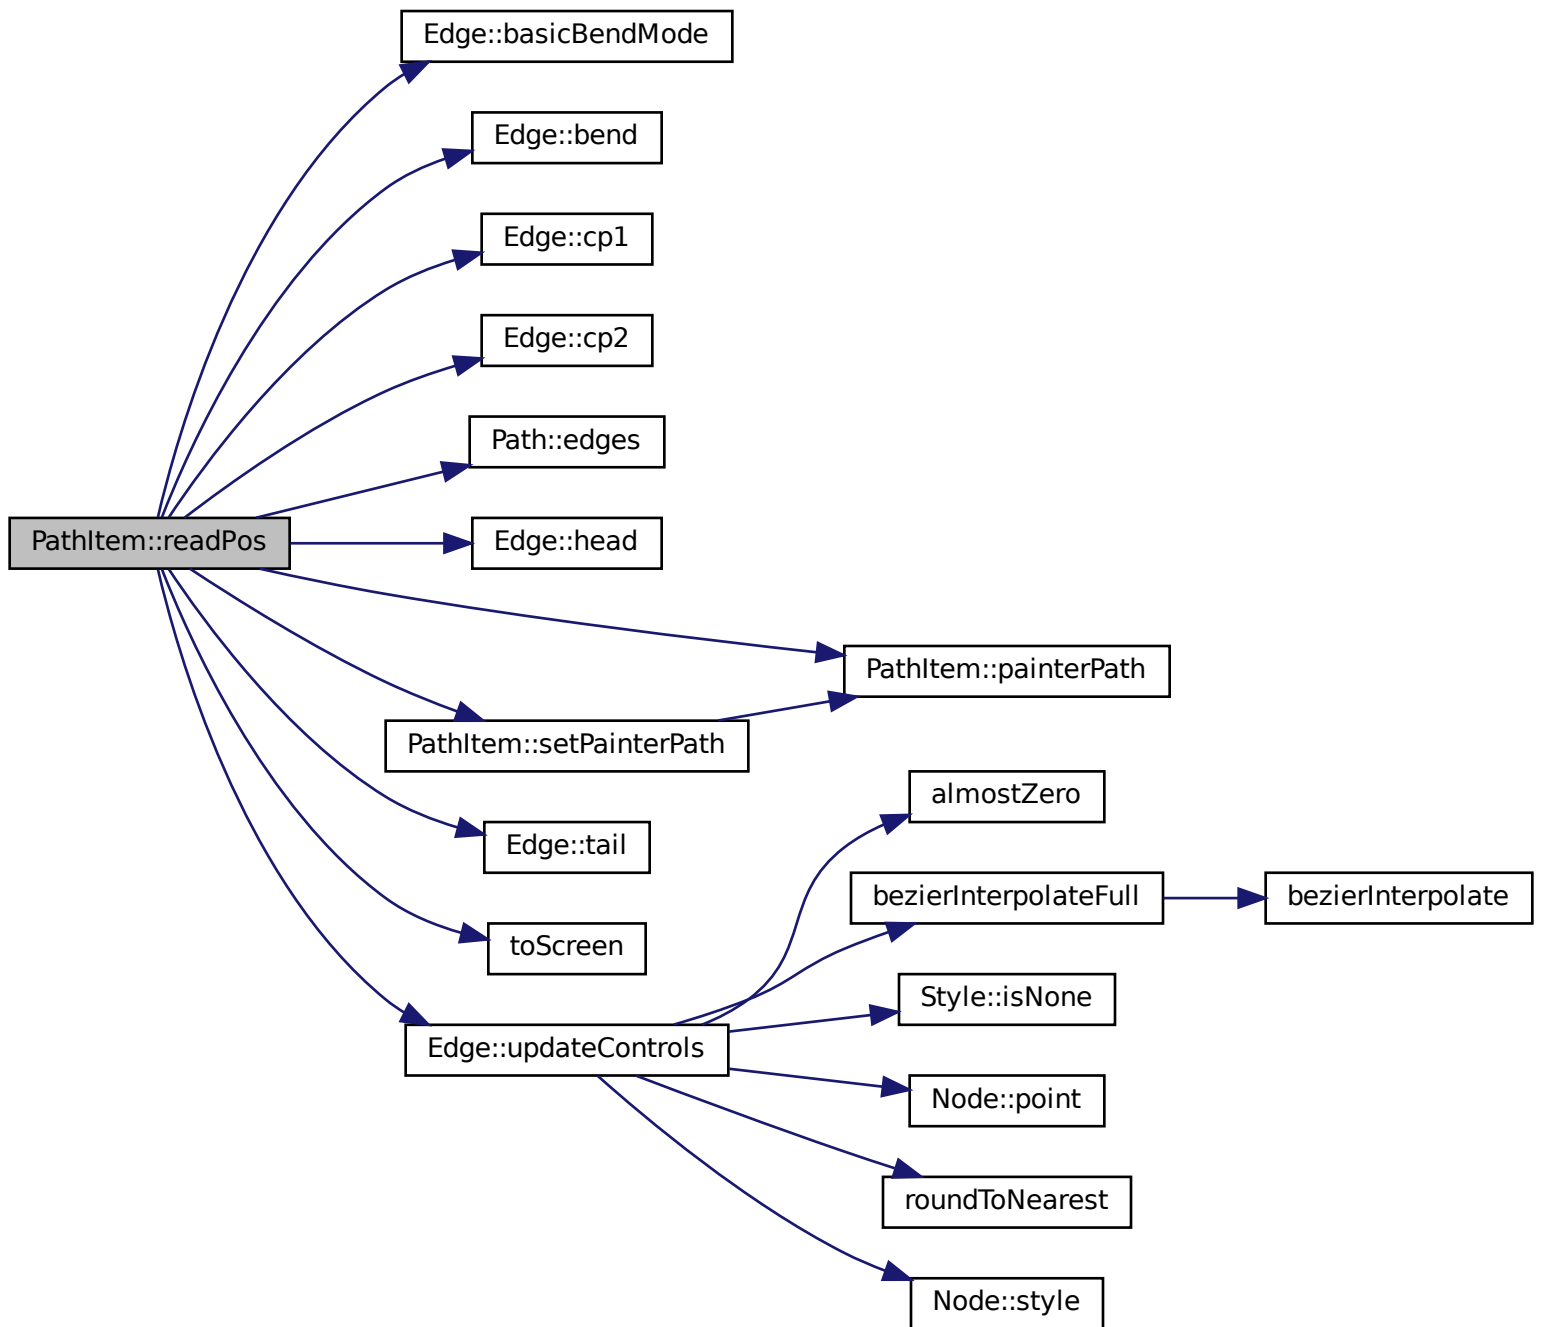 Edge::basicBendMode
Edge::bend
Edge::cp1
Edge::cp2
Path::edges
PathItem::readPos
Edge::head
PathItem::painterPath
PathItem::setPainterPath
almostZero
Edge::tail
bezierInterpolateFull
bezierInterpolate
toScreen
Style::isNone
Edge::updateControls
Node::point
roundToNearest
Node::style